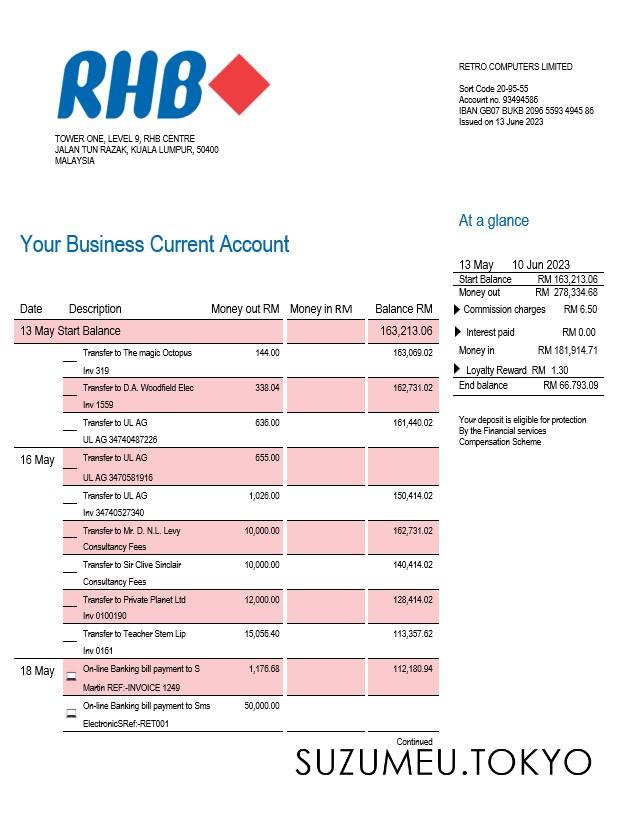 RHB
RETRO COMPUTERS LIMITED
Sort Code 20-95-55
Account no. 93494586
IBAN GB07 BUKB 2096 5593 4945 86
Issued on 13 June 2023
TOWER ONE, LEVEL 9, RHB CENTRE
JALAN TUN RAZAK, KUALA LUMPUR, 50400
MALAYSIA
At a glance
Your Business Current Account
13 May 10 Jun 2023
Start Balance RM 163,213.06
Money out RM 278,334.68
Commission charges RM 6.50
Interest paid RM 0.00
Money in RM 181,914.71
Loyalty Reward RM 1.30
End balance RM 66.793.09
Your deposit is eligible for protection
By the Financial services
Compensation Scheme
Date Description Money out RM Money in RM Balance RM
13 May Start Balance 163,213.06
Transfer to The magic Octopus 144.00 163,069.02
Inv 319
Transfer to D.A. Woodfield Elec 338.04 162,731.02
Inv 1559
Transfer to UL AG 636.00 161,440.02
UL AG 34740487226
16 May Transfer to UL AG 655.00
UL AG 3470581916
Transfer to UL AG 1,026.00 150,414.02
Inv 34740527340
Transfer to Mr. D. N.L. Levy 10,000.00 162,731.02
Consultancy Fees
Transfer to Sir Clive Sinclair 10,000.00 140,414.02
Consultancy Fees
Transfer to Private Planet Ltd 12,000.00 128,414.02
Inv 0100190
Transfer to Teacher Stem Lip 15,056.40 113,357.62
Inv 0161
18 May On-line Banking bill payment to S 1,176.68 112,180.94
Martin REF:-INVOICE 1249
On-line Banking bill payment to Sms 50,000.00
ElectronicSRef:-RET001
Continued
SUZUMEU.TOKYO